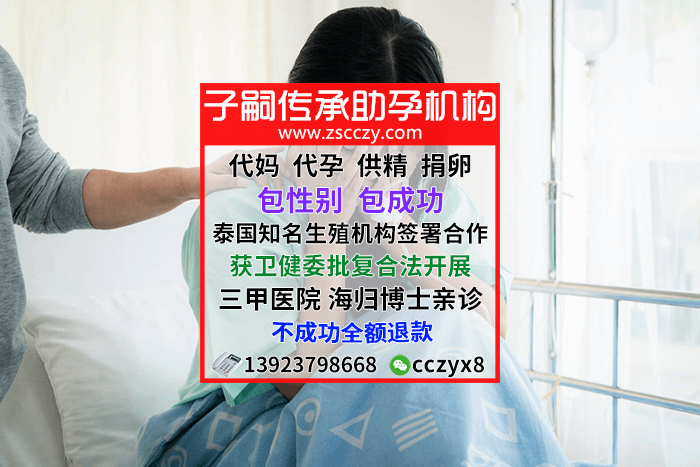 子嗣传承助孕机构
www.zscczy.com
代妈 代孕 供精 捐卵
包性别 包成功
泰国知名生殖机构签署合作
获卫健委批复合法开展
三甲医院 海归博士亲诊
不成功全额退款
13923798668 cczyx8